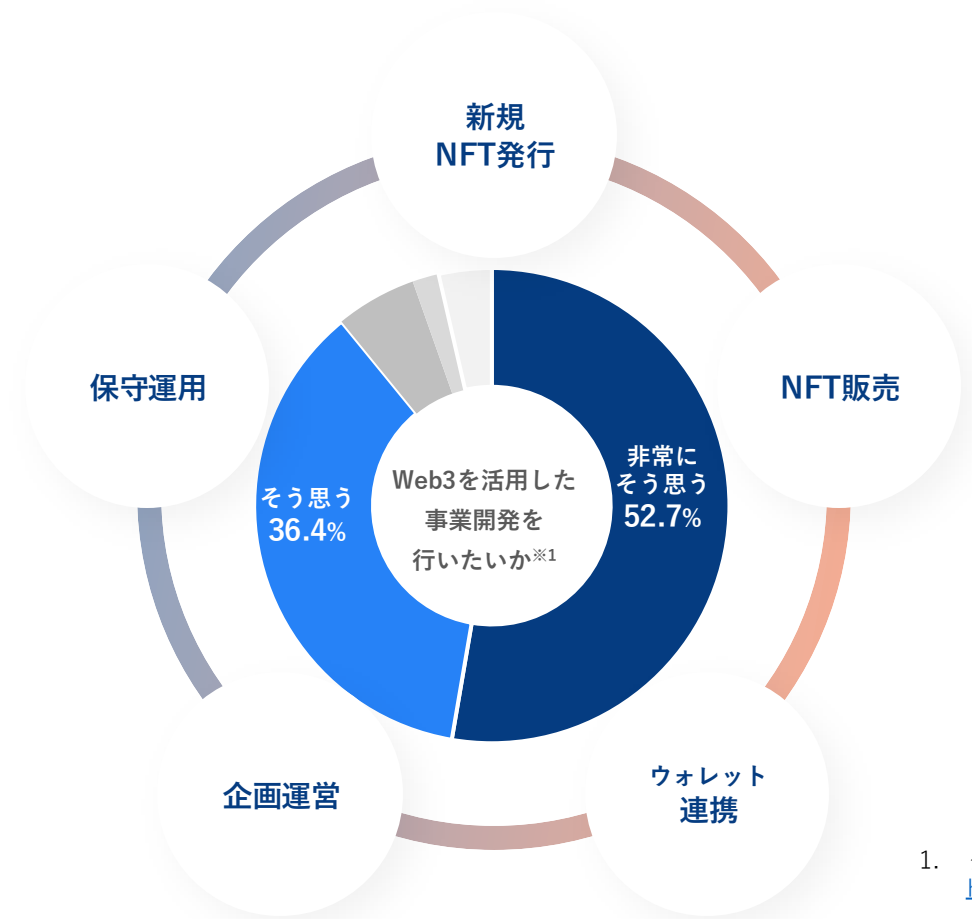 新規
NFT発行
保守運用
NFT販売
非常に
そう思う
52.7%
そう思う
36.4%
Web3を活用した
事業開発を
行いたいか※1
企画運営
ウォレット
連携
1.